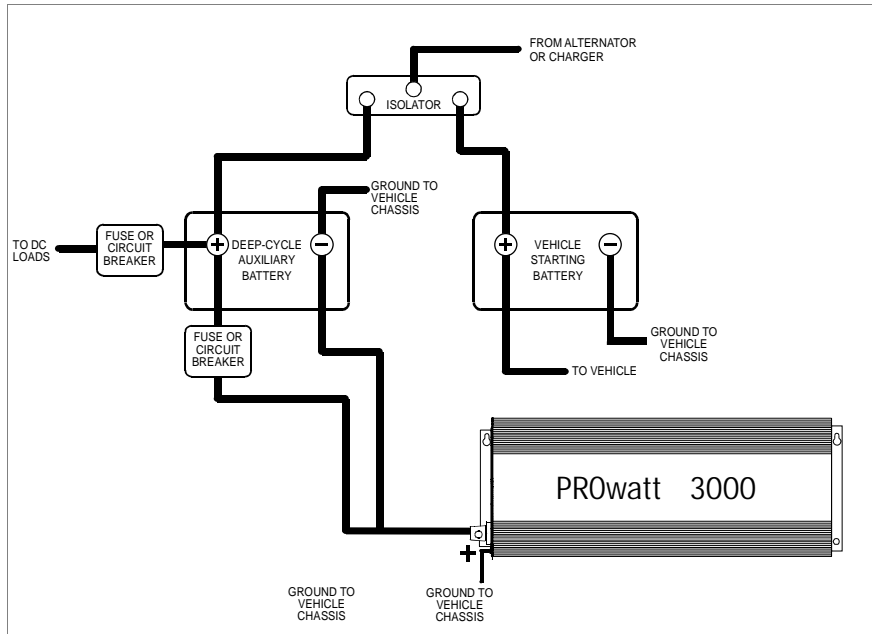 FROM ALTERNATOR
OR CHARGER
ISOLATOR
GROUND TO
VEHICLE
CHASSIS
TO DC
LOADS
FUSE OR
CIRCUIT
BREAKER
+
DEEP-CYCLE
AUXILIARY
BATTERY
−
+
VEHICLE
STARTING
BATTERY
−
FUSE OR
CIRCUIT
BREAKER
GROUND TO
VEHICLE
CHASSIS
TO VEHICLE
PROwatt 3000
+
GROUND TO
VEHICLE
CHASSIS
GROUND TO
VEHICLE
CHASSIS